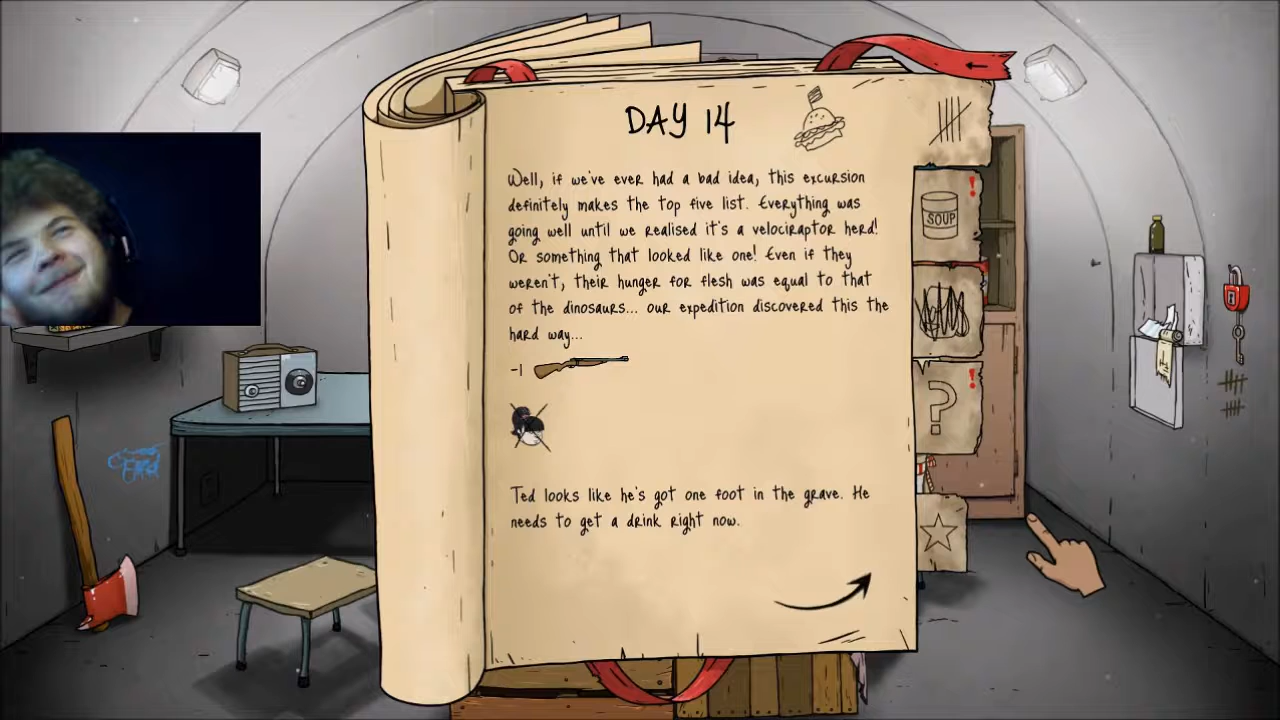 DAY 14
Well, if we've ever had a bad idea, this excursion
definitely makes the top five list. Everything was
going well until we realised it's a velociraptor herd!
Or something that looked like one! Even if they
weren't, their hunger for flesh was equal to that
of the dinosaurs... our expedition discovered this the
hard way...
-1
Ted looks like he's got one foot in the grave. He
needs to get a drink right now.
SOUP
!
?
!